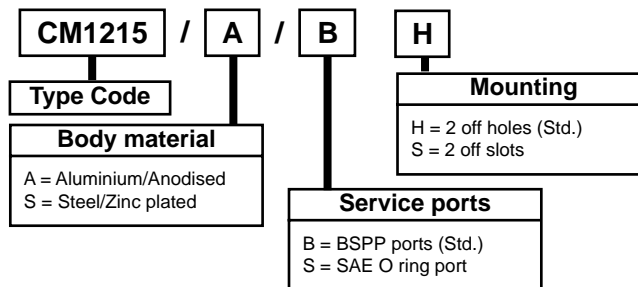 CM1215 / A / B H
Type Code
Mounting
H = 2 off holes (Std.)
S = 2 off slots
Body material
A = Aluminium/Anodised
S = Steel/Zinc plated
Service ports
B = BSPP ports (Std.)
S = SAE O ring port